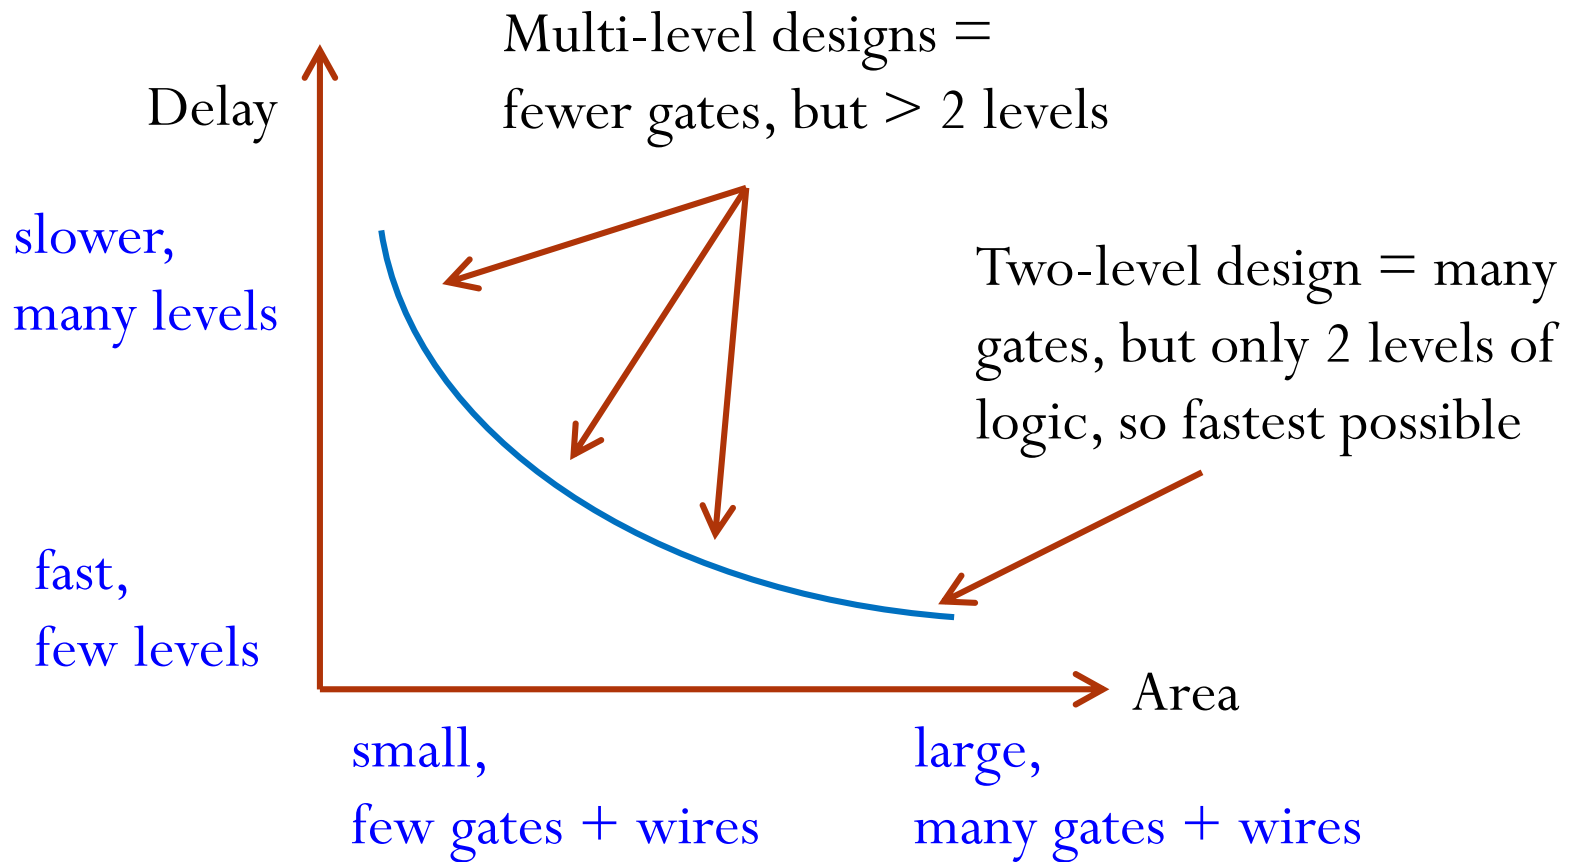 Multi-level designs =
fewer gates, but > 2 levels
Delay
slower,
many levels
Two-level design = many
gates, but only 2 levels of
logic, so fastest possible
fast,
few levels
Area
small,
few gates + wires
large,
many gates + wires